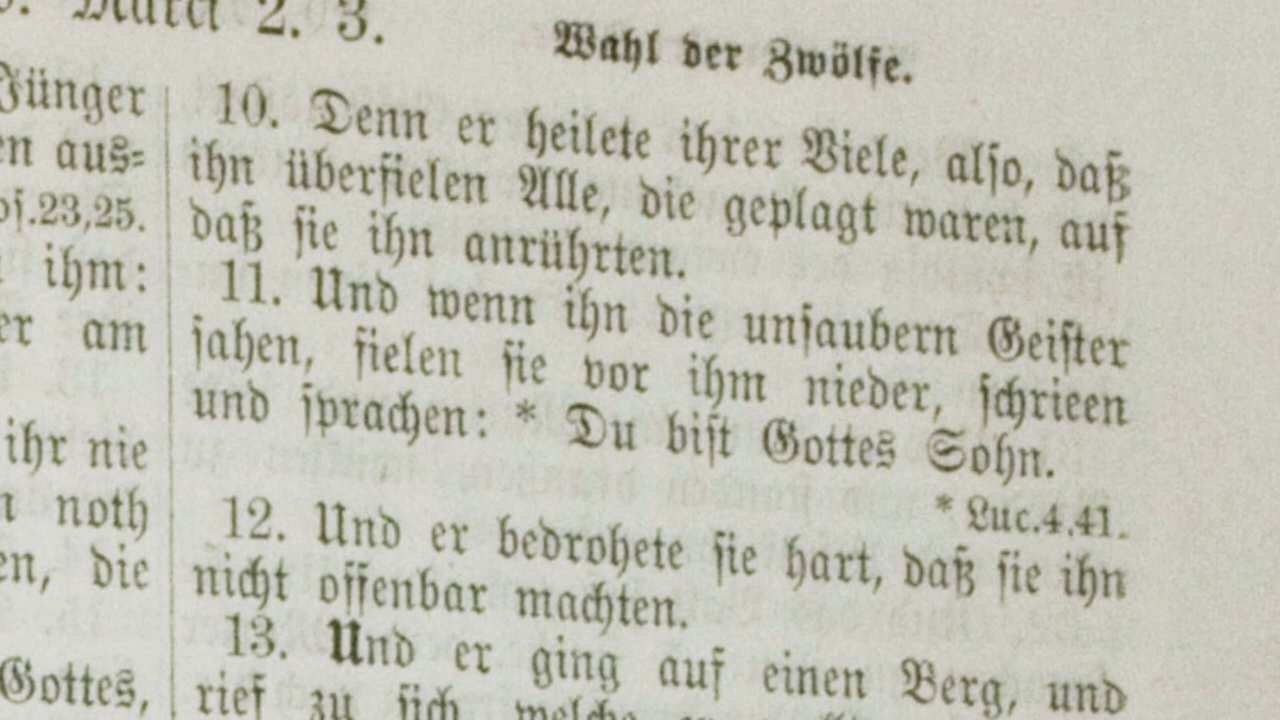 Marci 2. 3.
Wahl der Zwölfe.
Jünger
aus=
23,25.
ihm:
am
ihr nie
noth
die
Gottes,
10. Denn er heilete ihrer Viele, also, daß
ihn überfielen Alle, die geplagt waren, auf
daß sie ihn anrührten.
11. Und wenn ihn die unsaubern Geister
sahen, fielen sie vor ihm nieder, schrieen
und sprachen: * Du bist Gottes Sohn.
* Luc.4,41.
12. Und er bedrohete sie hart, daß sie ihn
nicht offenbar machten.
13. Und er ging auf einen Berg, und
rief zu sich welche